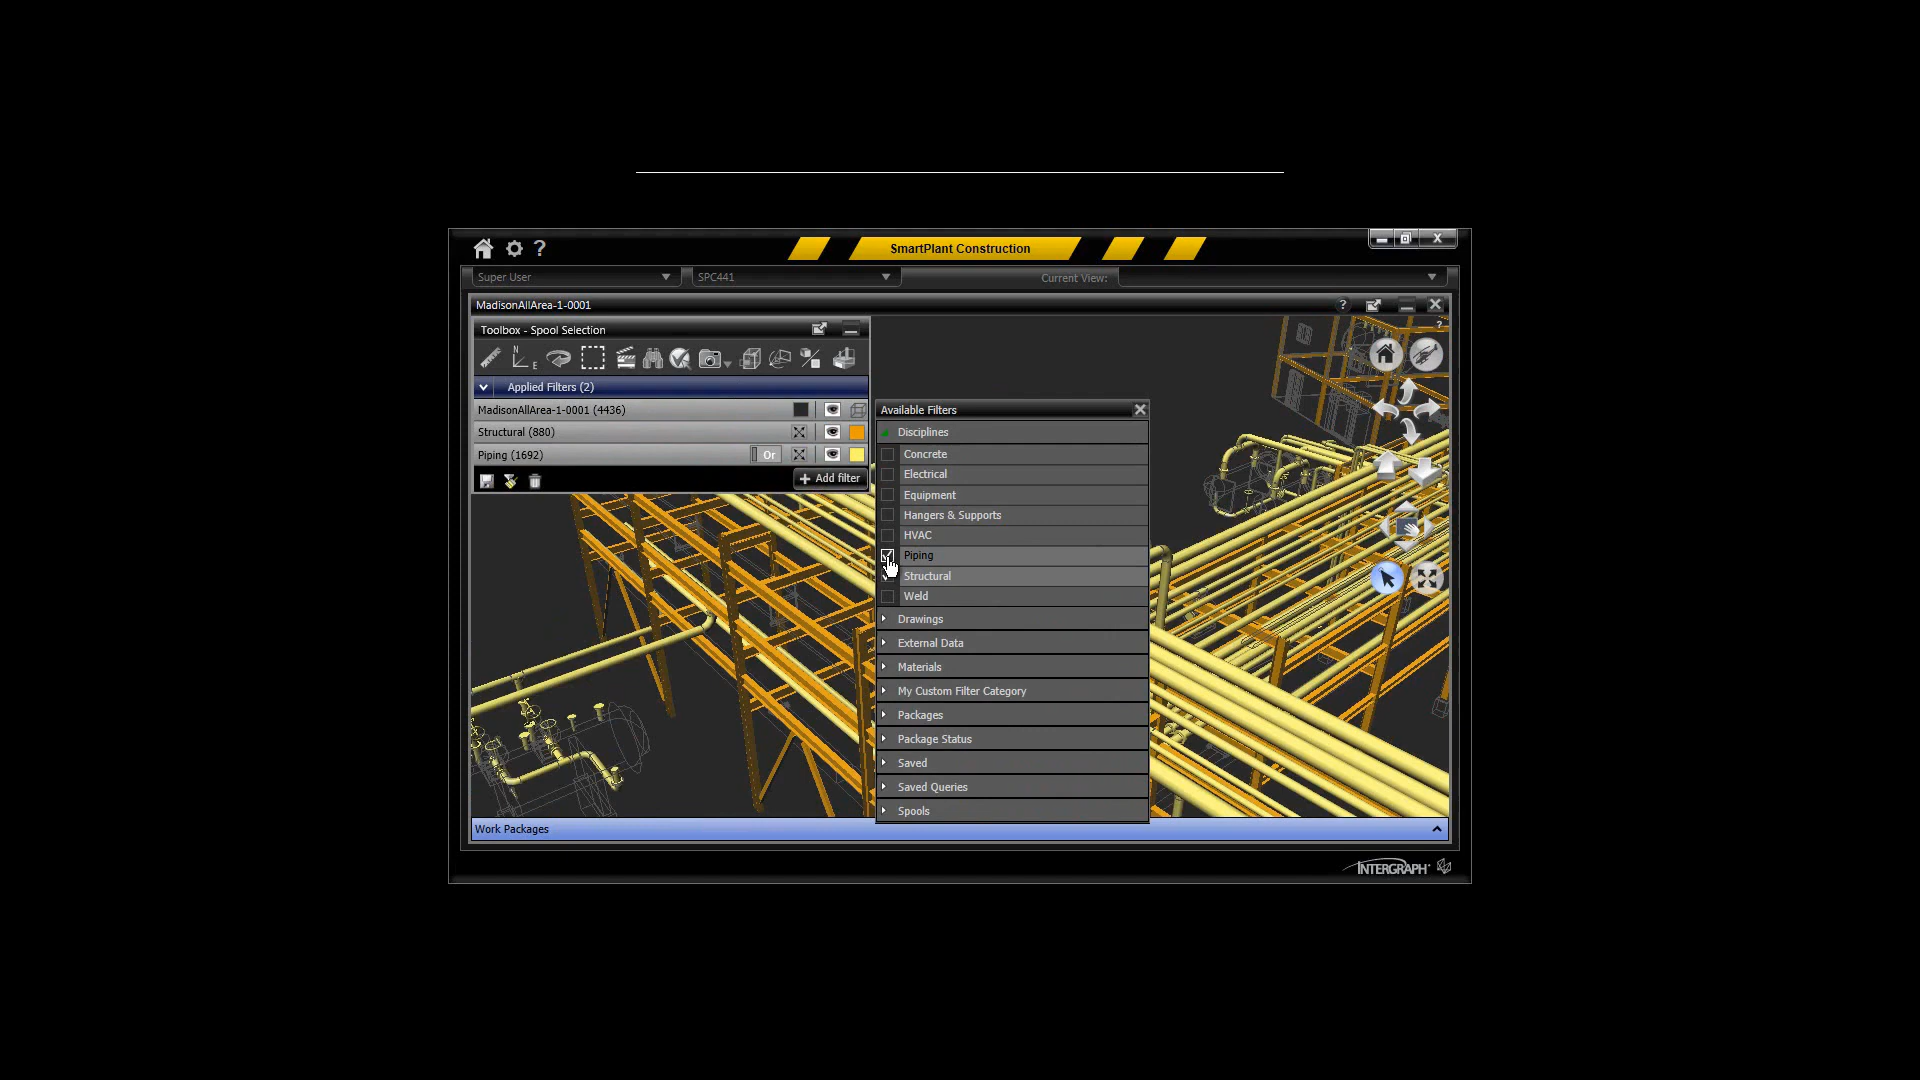 SmartPlant Construction
?
Super User
SPC441
Current View:
MadisonAllArea-1-0001
?
Toolbox - Spool Selection
?
N
E
Applied Filters (2)
MadisonAllArea-1-0001 (4436)
Structural (880)
Piping (1692)
Or
Add filter
Available Filters
Disciplines
Concrete
Electrical
Equipment
Hangers & Supports
HVAC
Piping
Structural
Weld
Drawings
External Data
Materials
My Custom Filter Category
Packages
Package Status
Saved
Saved Queries
Spools
Work Packages
INTERGRAPH